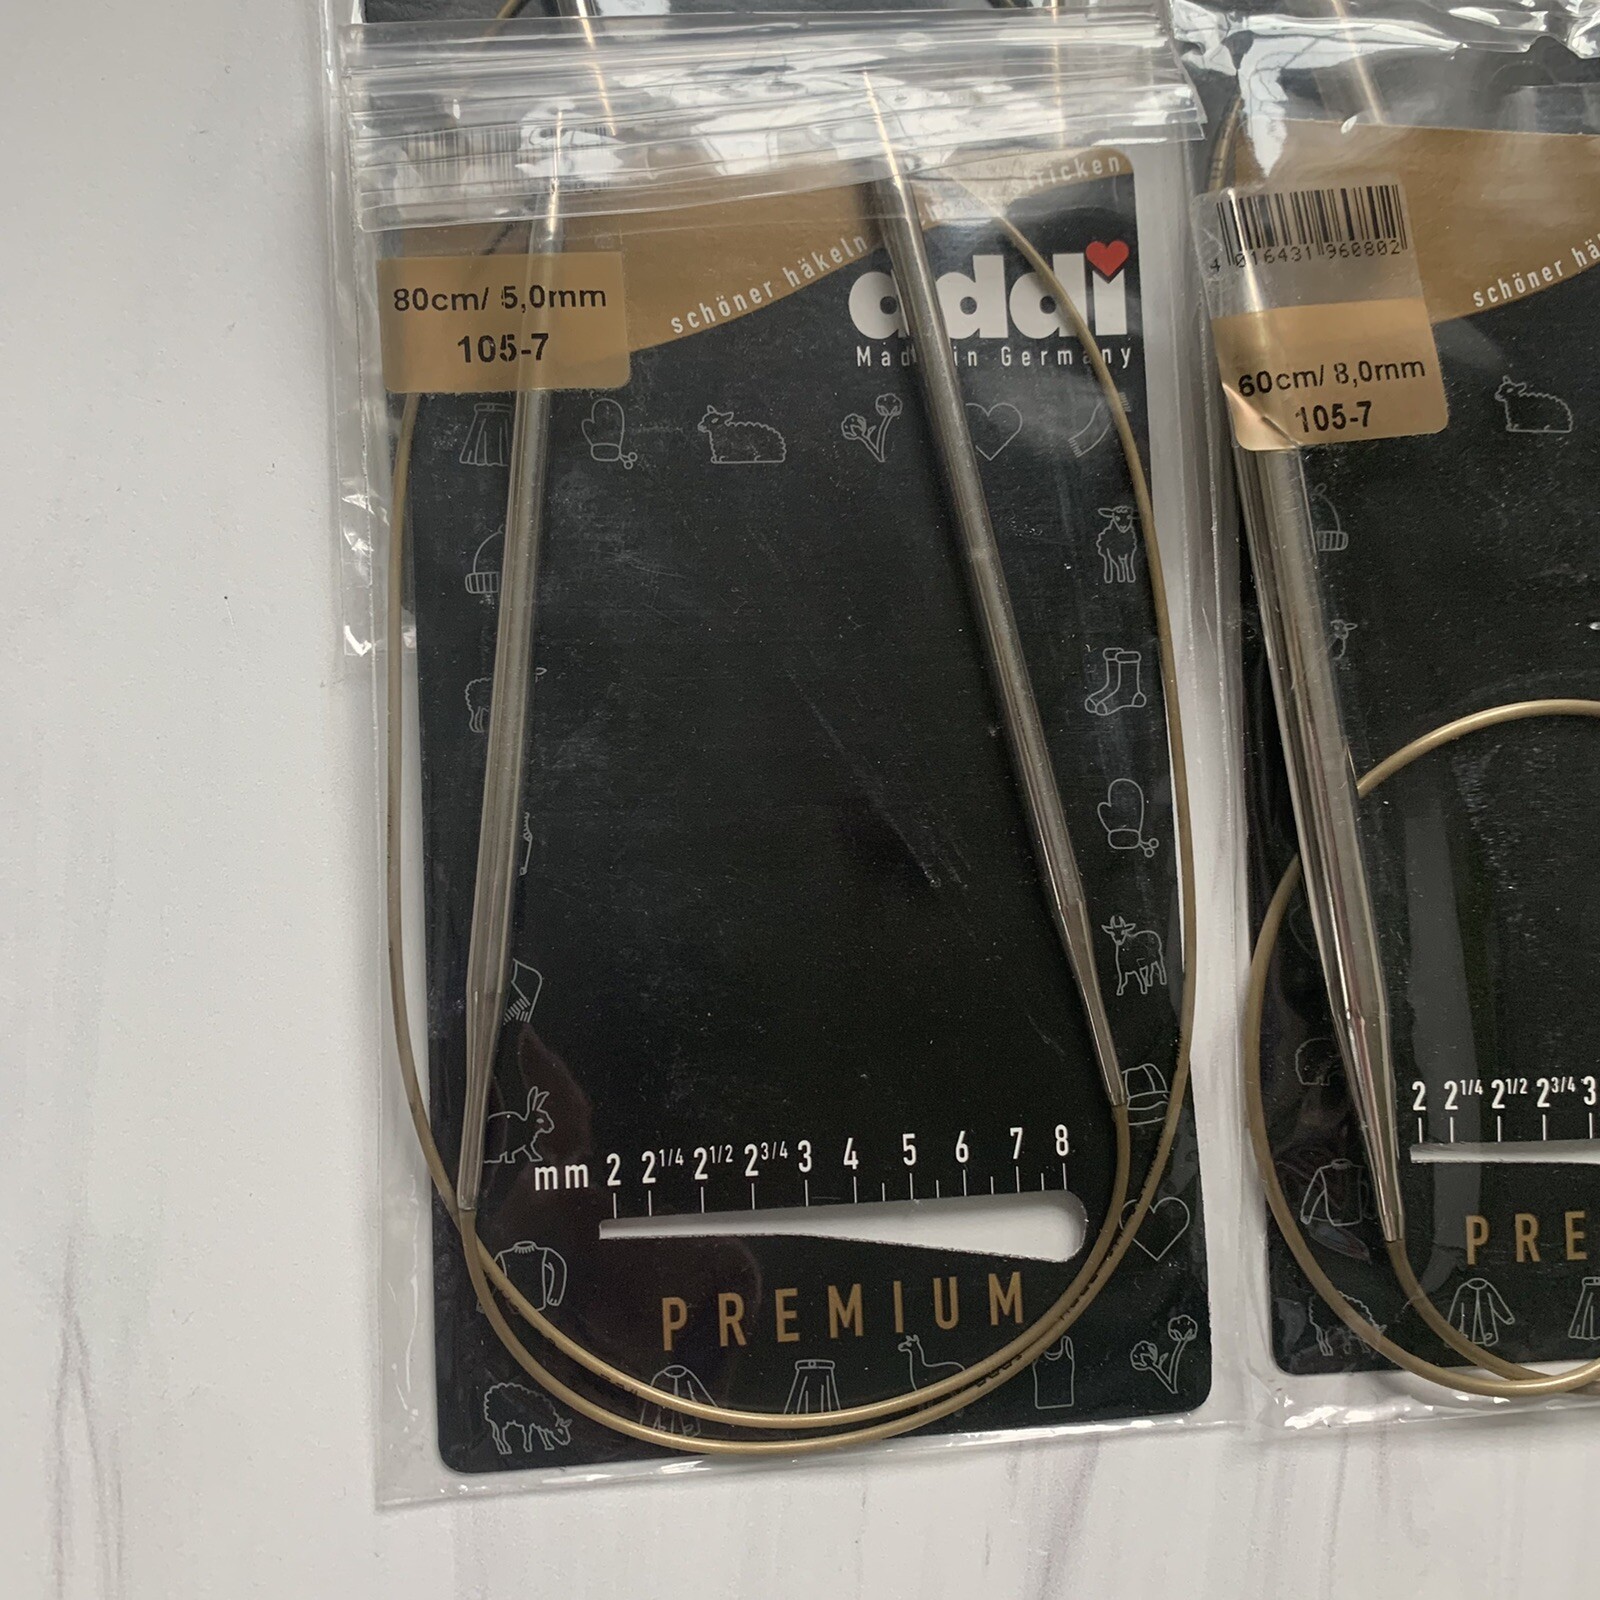 schöner stricken
schöner häkeln
addi
Made in Germany
80cm/ 5,0mm
105-7
mm 2 2 1/4 2 1/2 2 3/4 3 4 5 6 7 8
PREMIUM
4 016431 960802
60cm/ 8,0mm
105-7
schöner hä
2 2 1/4 2 1/2 2 3/4 3
PRE